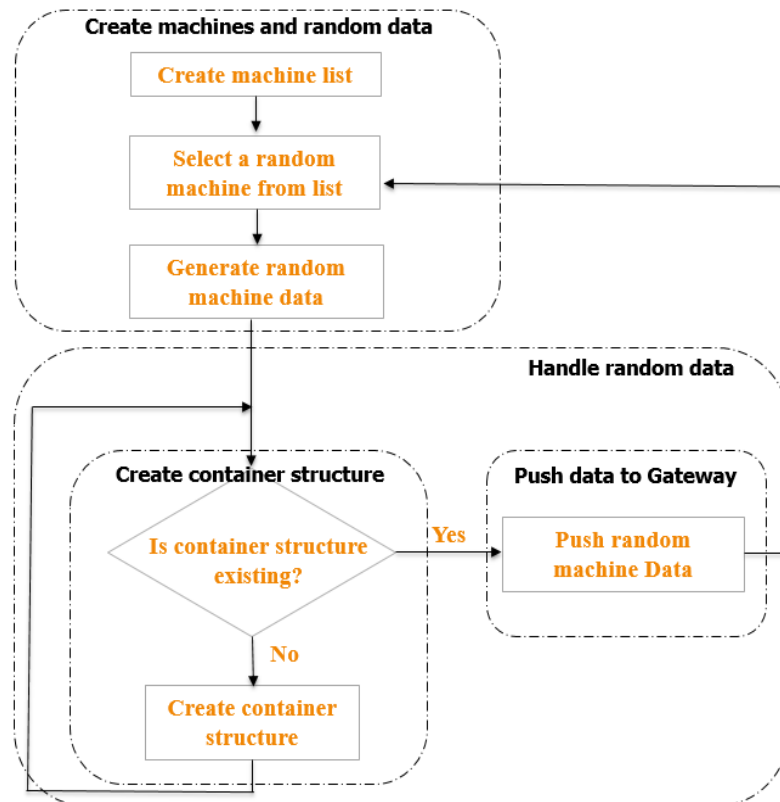 Create machines and random data
Create machine list
Select a random
machine from list
Generate random
machine data
Handle random data
Create container structure
Push data to Gateway
Is container structure
existing?
Yes
Push random
machine Data
No
Create container
structure